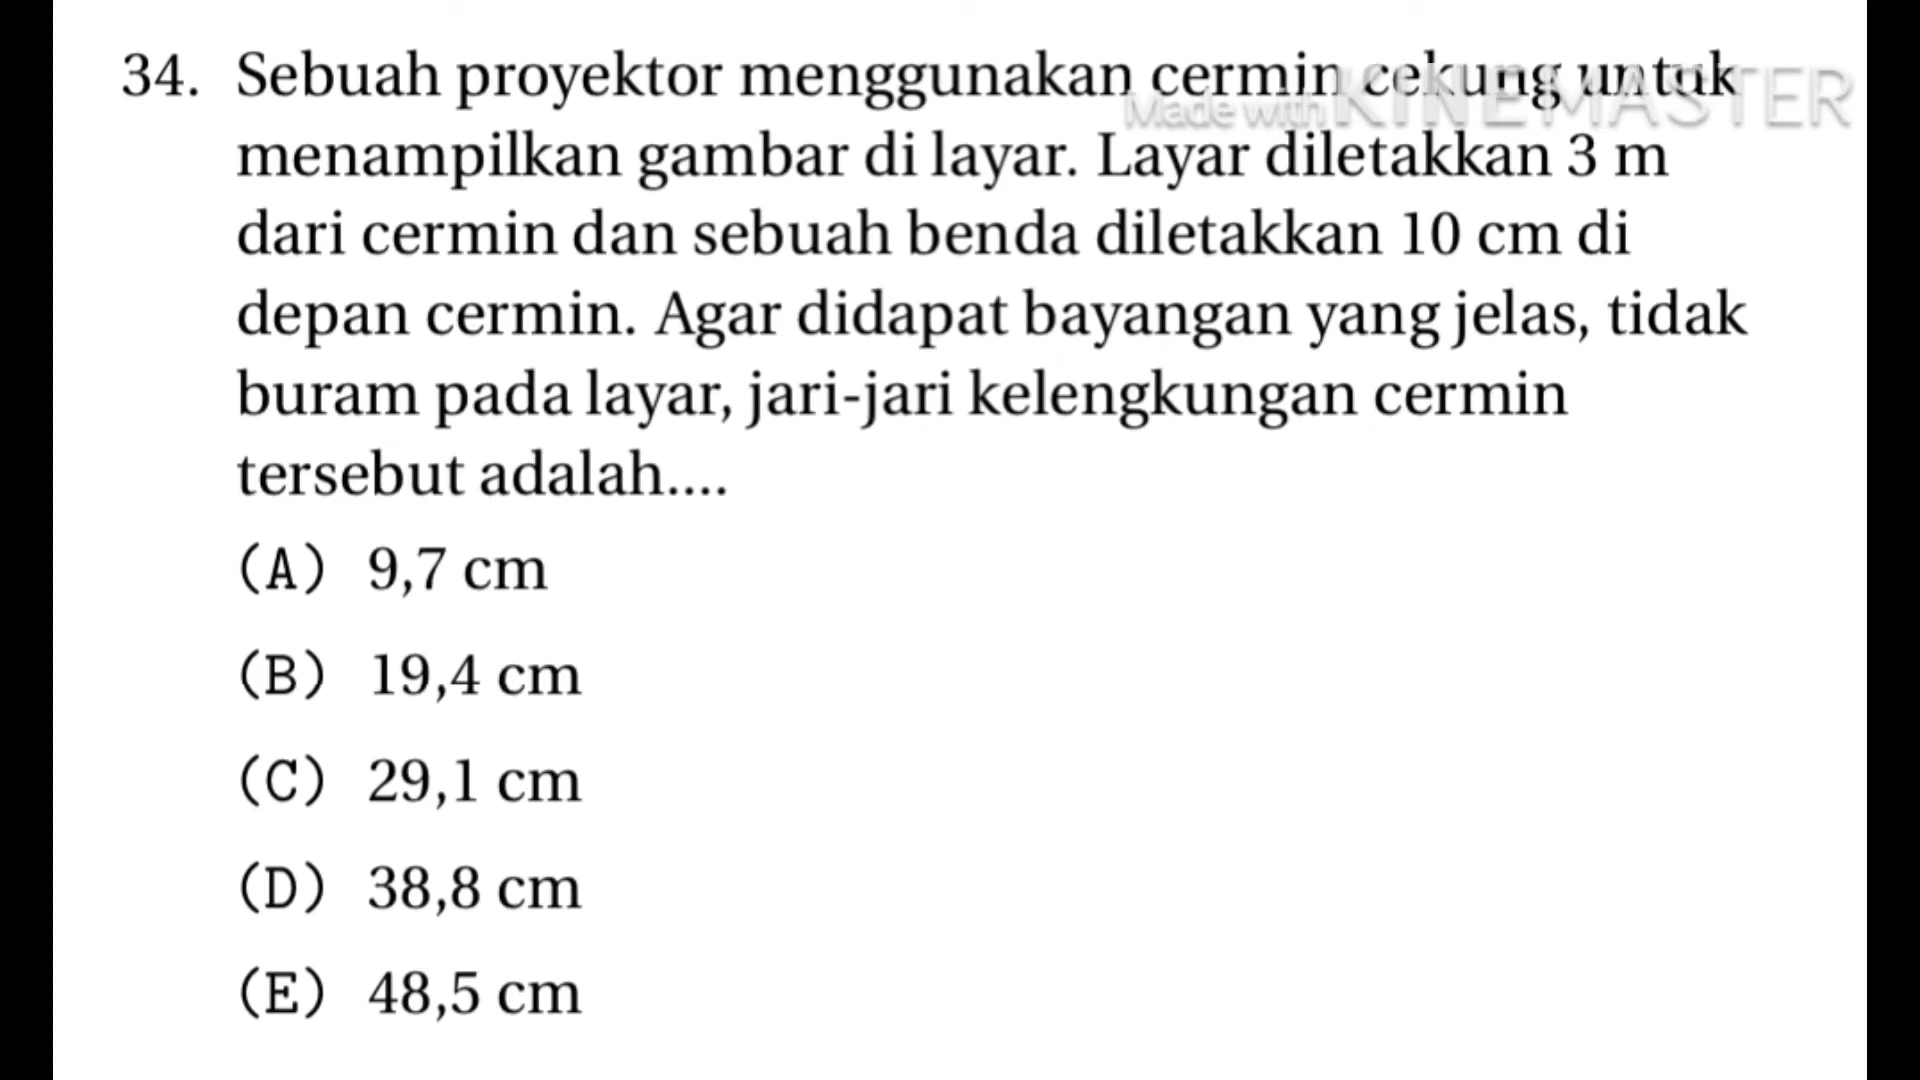 34. Sebuah proyektor menggunakan cermin cekung untuk
Made with KINEMASTER
menampilkan gambar di layar. Layar diletakkan 3 m
dari cermin dan sebuah benda diletakkan 10 cm di
depan cermin. Agar didapat bayangan yang jelas, tidak
buram pada layar, jari-jari kelengkungan cermin
tersebut adalah....
(A) 9,7 cm
(B) 19,4 cm
(C) 29,1 cm
(D) 38,8 cm
(E) 48,5 cm